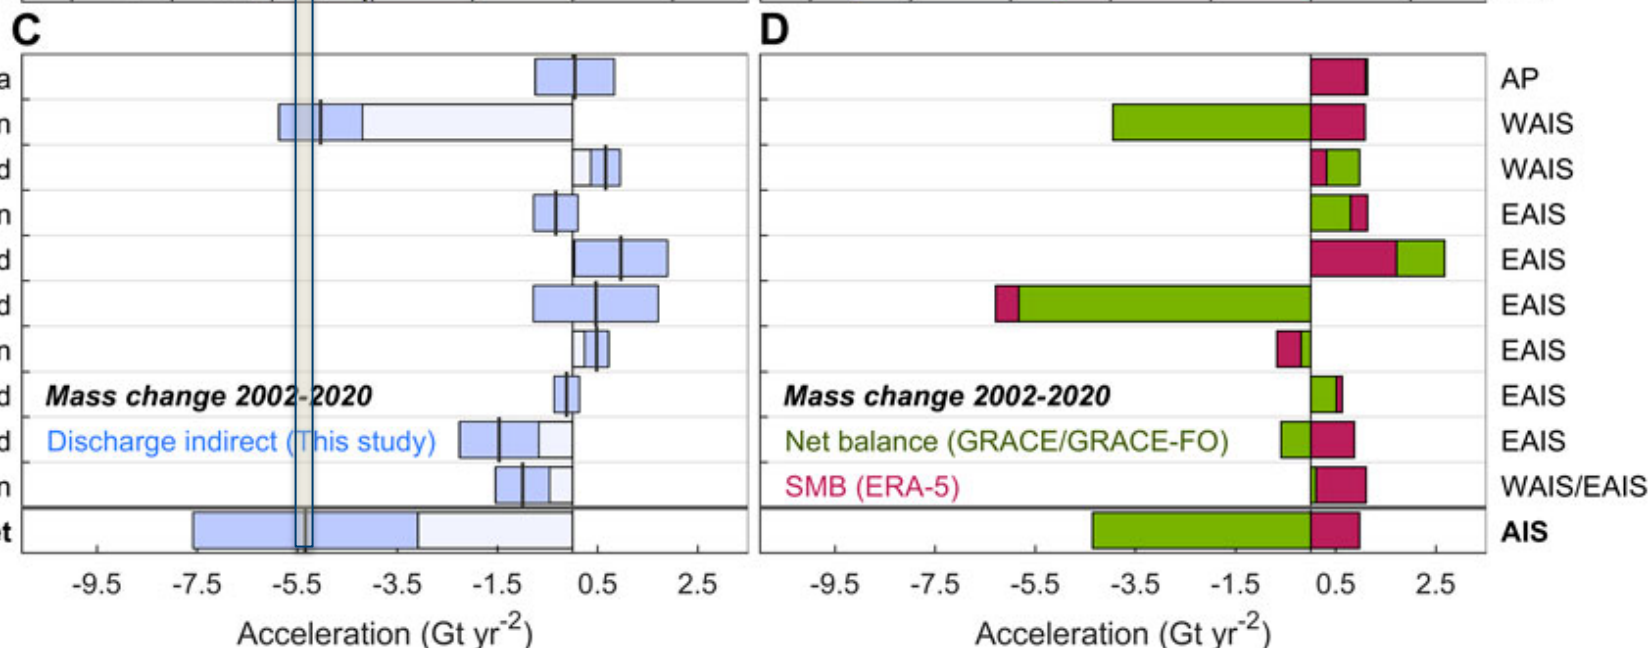 C
D
a
AP
n
WAIS
d
WAIS
n
EAIS
d
EAIS
d
EAIS
n
EAIS
d
Mass change 2002-2020
Mass change 2002-2020
EAIS
d
Discharge indirect (This study)
Net balance (GRACE/GRACE-FO)
EAIS
n
SMB (ERA-5)
WAIS/EAIS
t
AIS
-9.5 -7.5 -5.5 -3.5 -1.5 0.5 2.5
-9.5 -7.5 -5.5 -3.5 -1.5 0.5 2.5
Acceleration (Gt yr⁻²)
Acceleration (Gt yr⁻²)